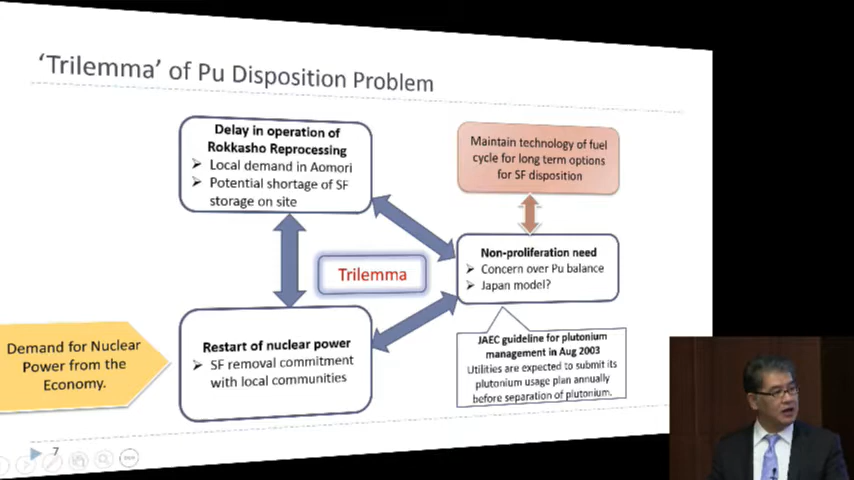 ‘Trilemma’ of Pu Disposition Problem
Delay in operation of
Rokkasho Reprocessing
Local demand in Aomori
Potential shortage of SF
storage on site
Maintain technology of fuel
cycle for long term options
for SF disposition
Trilemma
Non-proliferation need
Concern over Pu balance
Japan model?
Demand for Nuclear
Power from the
Economy.
Restart of nuclear power
SF removal commitment
with local communities
JAEC guideline for plutonium
management in Aug 2003
Utilities are expected to submit its
plutonium usage plan annually
before separation of plutonium.
7